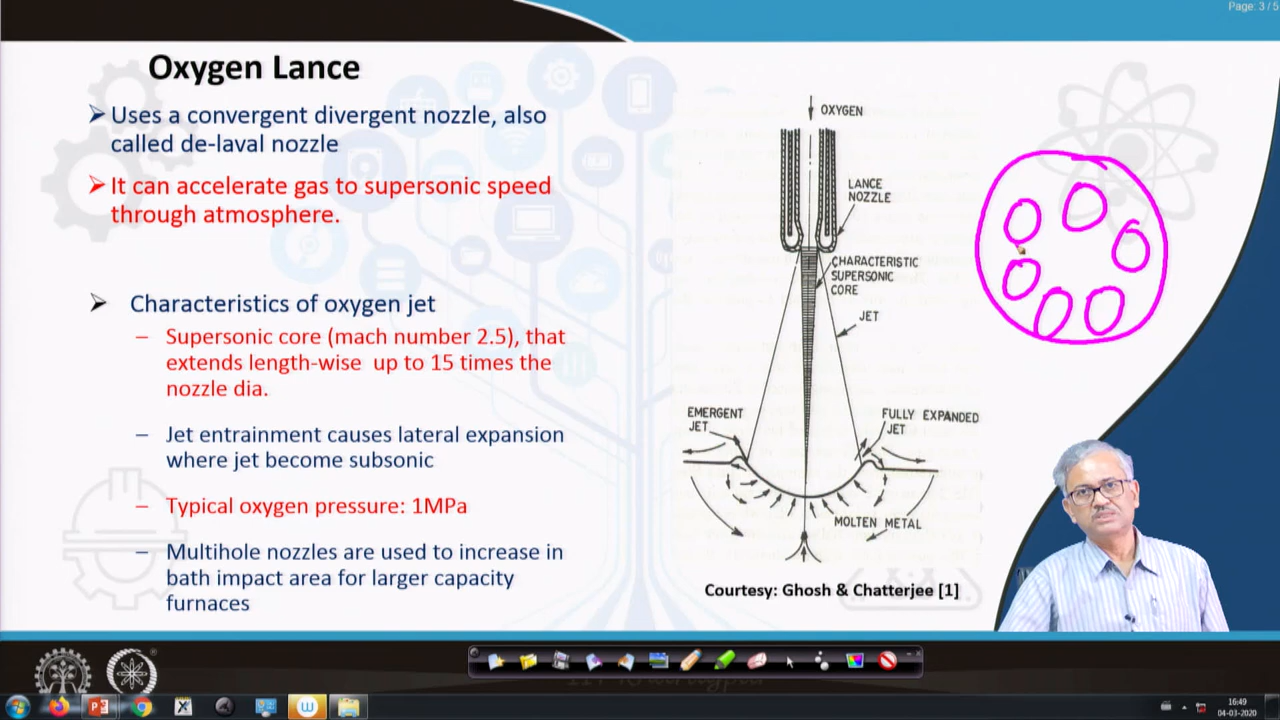 Page: 3 / 5
Oxygen Lance
Uses a convergent divergent nozzle, also
called de-laval nozzle
It can accelerate gas to supersonic speed
through atmosphere.
Characteristics of oxygen jet
– Supersonic core (mach number 2.5), that
extends length-wise up to 15 times the
nozzle dia.
– Jet entrainment causes lateral expansion
where jet become subsonic
– Typical oxygen pressure: 1MPa
– Multihole nozzles are used to increase in
bath impact area for larger capacity
furnaces
OXYGEN
LANCE
NOZZLE
CHARACTERISTIC
SUPERSONIC
CORE
JET
EMERGENT
JET
FULLY EXPANDED
JET
MOLTEN METAL
Courtesy: Ghosh & Chatterjee [1]
16:49
04-03-2020